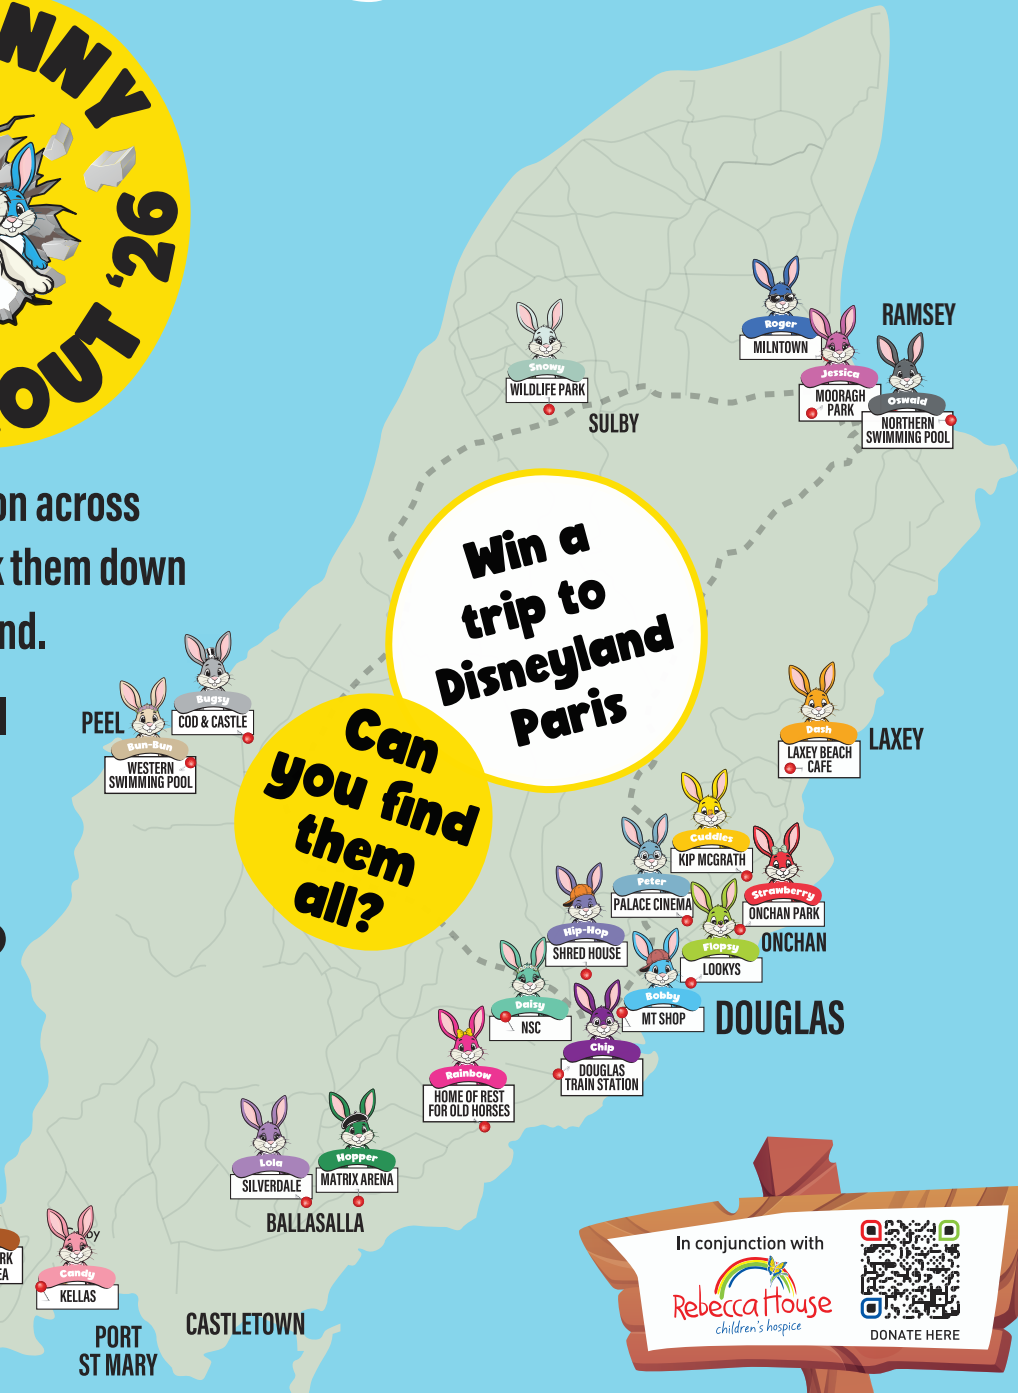 NNY
OUT '26
on across
them down
nd.
Win a
trip to
Disneyland
Paris
Can
you find
them
all?
Snowy
WILDLIFE PARK
SULBY
Roger
MILNTOWN
RAMSEY
Jessica
MOORAGH
PARK
Oswald
NORTHERN
SWIMMING POOL
PEEL
Bugsy
COD & CASTLE
Bun-Bun
WESTERN
SWIMMING POOL
Dash
LAXEY BEACH
CAFE
LAXEY
Cuddles
KIP MCGRATH
Peter
PALACE CINEMA
Strawberry
ONCHAN PARK
ONCHAN
Hip-Hop
SHRED HOUSE
Flopsy
LOOKYS
Bobby
MT SHOP
DOUGLAS
Daisy
NSC
Chip
DOUGLAS
TRAIN STATION
Rainbow
HOME OF REST
FOR OLD HORSES
Lola
SILVERDALE
Hopper
MATRIX ARENA
BALLASALLA
RK
EA
Candy
KELLAS
PORT
ST MARY
CASTLETOWN
In conjunction with
Rebecca House
children's hospice
DONATE HERE